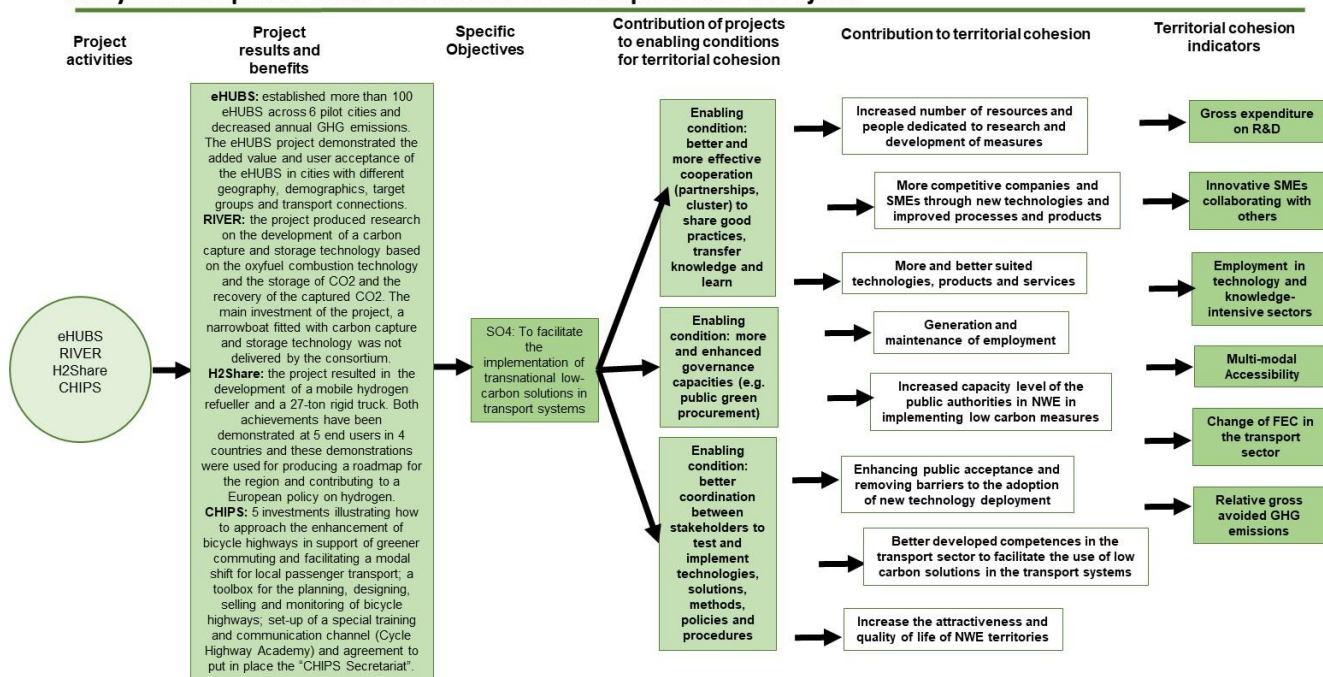 Project
activities
Project
results and
benefits
Specific
Objectives
Contribution of projects
to enabling conditions
for territorial cohesion
Contribution to territorial cohesion
Territorial cohesion
indicators
eHUBS
RIVER
H2Share
CHIPS
eHUBS: established more than 100
eHUBS across 6 pilot cities and
decreased annual GHG emissions.
The eHUBS project demonstrated the
added value and user acceptance of
the eHUBS in cities with different
geography, demographics, target
groups and transport connections.
RIVER: the project produced research
on the development of a carbon
capture and storage technology based
on the oxyfuel combustion technology
and the storage of CO2 and the
recovery of the captured CO2. The
main investment of the project, a
narrowboat fitted with carbon capture
and storage technology was not
delivered by the consortium.
H2Share: the project resulted in the
development of a mobile hydrogen
refueller and a 27-ton rigid truck. Both
achievements have been
demonstrated at 5 end users in 4
countries and these demonstrations
were used for producing a roadmap for
the region and contributing to a
European policy on hydrogen.
CHIPS: 5 investments illustrating how
to approach the enhancement of
bicycle highways in support of greener
commuting and facilitating a modal
shift for local passenger transport; a
toolbox for the planning, designing,
selling and monitoring of bicycle
highways; set-up of a special training
and communication channel (Cycle
Highway Academy) and agreement to
put in place the “CHIPS Secretariat”.
SO4: To facilitate
the
implementation of
transnational low-
carbon solutions in
transport systems
Enabling
condition:
better and
more effective
cooperation
(partnerships,
cluster) to
share good
practices,
transfer
knowledge and
learn
Enabling
condition: more
and enhanced
governance
capacities (e.g.
public green
procurement)
Enabling
condition:
better
coordination
between
stakeholders to
test and
implement
technologies,
solutions,
methods,
policies and
procedures
Increased number of resources and
people dedicated to research and
development of measures
More competitive companies and
SMEs through new technologies and
improved processes and products
More and better suited
technologies, products and services
Generation and
maintenance of employment
Increased capacity level of the
public authorities in NWE in
implementing low carbon measures
Enhancing public acceptance and
removing barriers to the adoption
of new technology deployment
Better developed competences in
the transport sector to facilitate the use of low
carbon solutions in the transport systems
Increase the attractiveness and
quality of life of NWE territories
Gross expenditure
on R&D
Innovative SMEs
collaborating with
others
Employment in
technology and
knowledge-
intensive sectors
Multi-modal
Accessibility
Change of FEC in
the transport
sector
Relative gross
avoided GHG
emissions